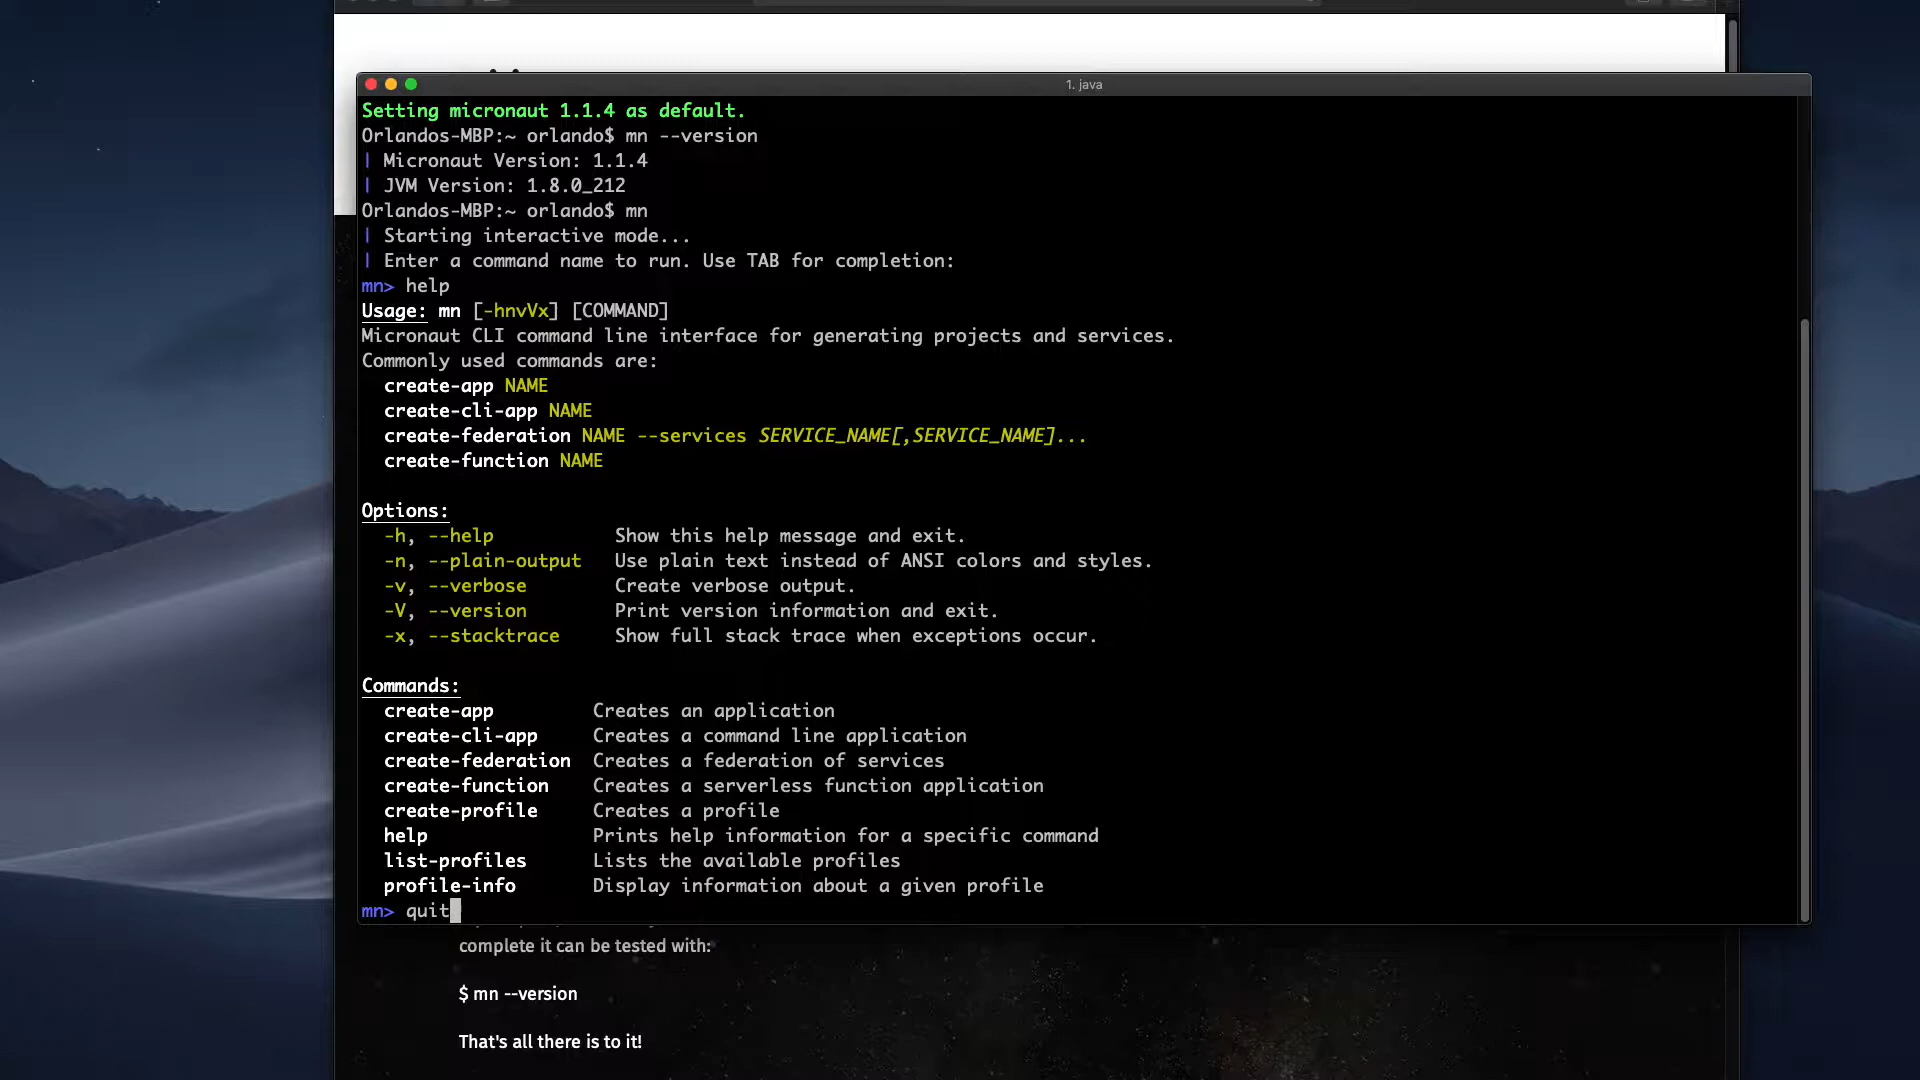 1. java
Setting micronaut 1.1.4 as default.
Orlandos-MBP:~ orlando$ mn --version
| Micronaut Version: 1.1.4
| JVM Version: 1.8.0_212
Orlandos-MBP:~ orlando$ mn
| Starting interactive mode...
| Enter a command name to run. Use TAB for completion:
mn> help
Usage: mn [-hnvVx] [COMMAND]
Micronaut CLI command line interface for generating projects and services.
Commonly used commands are:
create-app NAME
create-cli-app NAME
create-federation NAME --services SERVICE_NAME[,SERVICE_NAME]...
create-function NAME
Options:
-h, --help Show this help message and exit.
-n, --plain-output Use plain text instead of ANSI colors and styles.
-v, --verbose Create verbose output.
-V, --version Print version information and exit.
-x, --stacktrace Show full stack trace when exceptions occur.
Commands:
create-app Creates an application
create-cli-app Creates a command line application
create-federation Creates a federation of services
create-function Creates a serverless function application
create-profile Creates a profile
help Prints help information for a specific command
list-profiles Lists the available profiles
profile-info Display information about a given profile
mn> quit
complete it can be tested with:
$ mn --version
That's all there is to it!